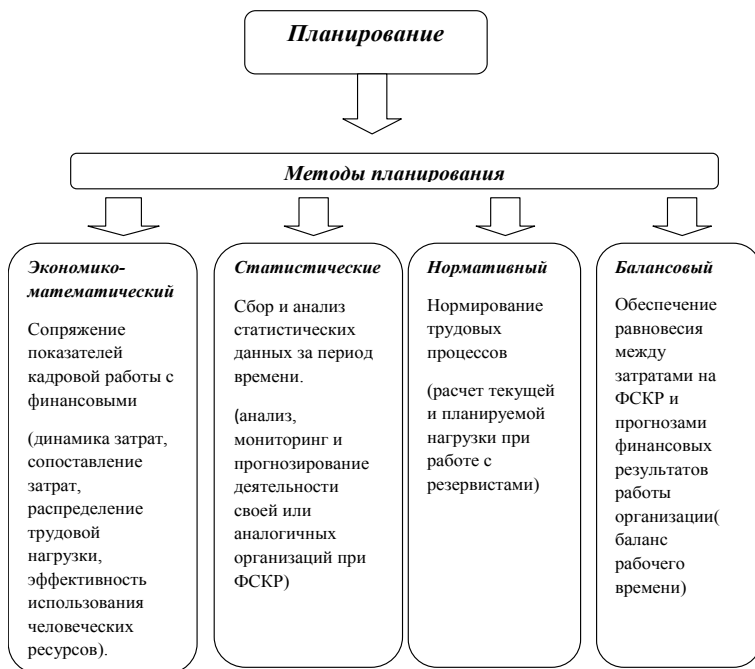 Планирование
Методы планирования
Экономико-
математический
Сопряжение
показателей
кадровой работы с
финансовыми
(динамика затрат,
сопоставление
затрат,
распределение
трудовой
нагрузки,
эффективность
использования
человеческих
ресурсов).
Статистические
Сбор и анализ
статистических
данных за период
времени.
(анализ,
мониторинг и
прогнозирование
деятельности
своей или
аналогичных
организаций при
ФСКР)
Нормативный
Нормирование
трудовых
процессов
(расчет текущей
и планируемой
нагрузки при
работе с
резервистами)
Балансовый
Обеспечение
равновесия
между
затратами на
ФСКР и
прогнозами
финансовых
результатов
работы
организации(
баланс
рабочего
времени)